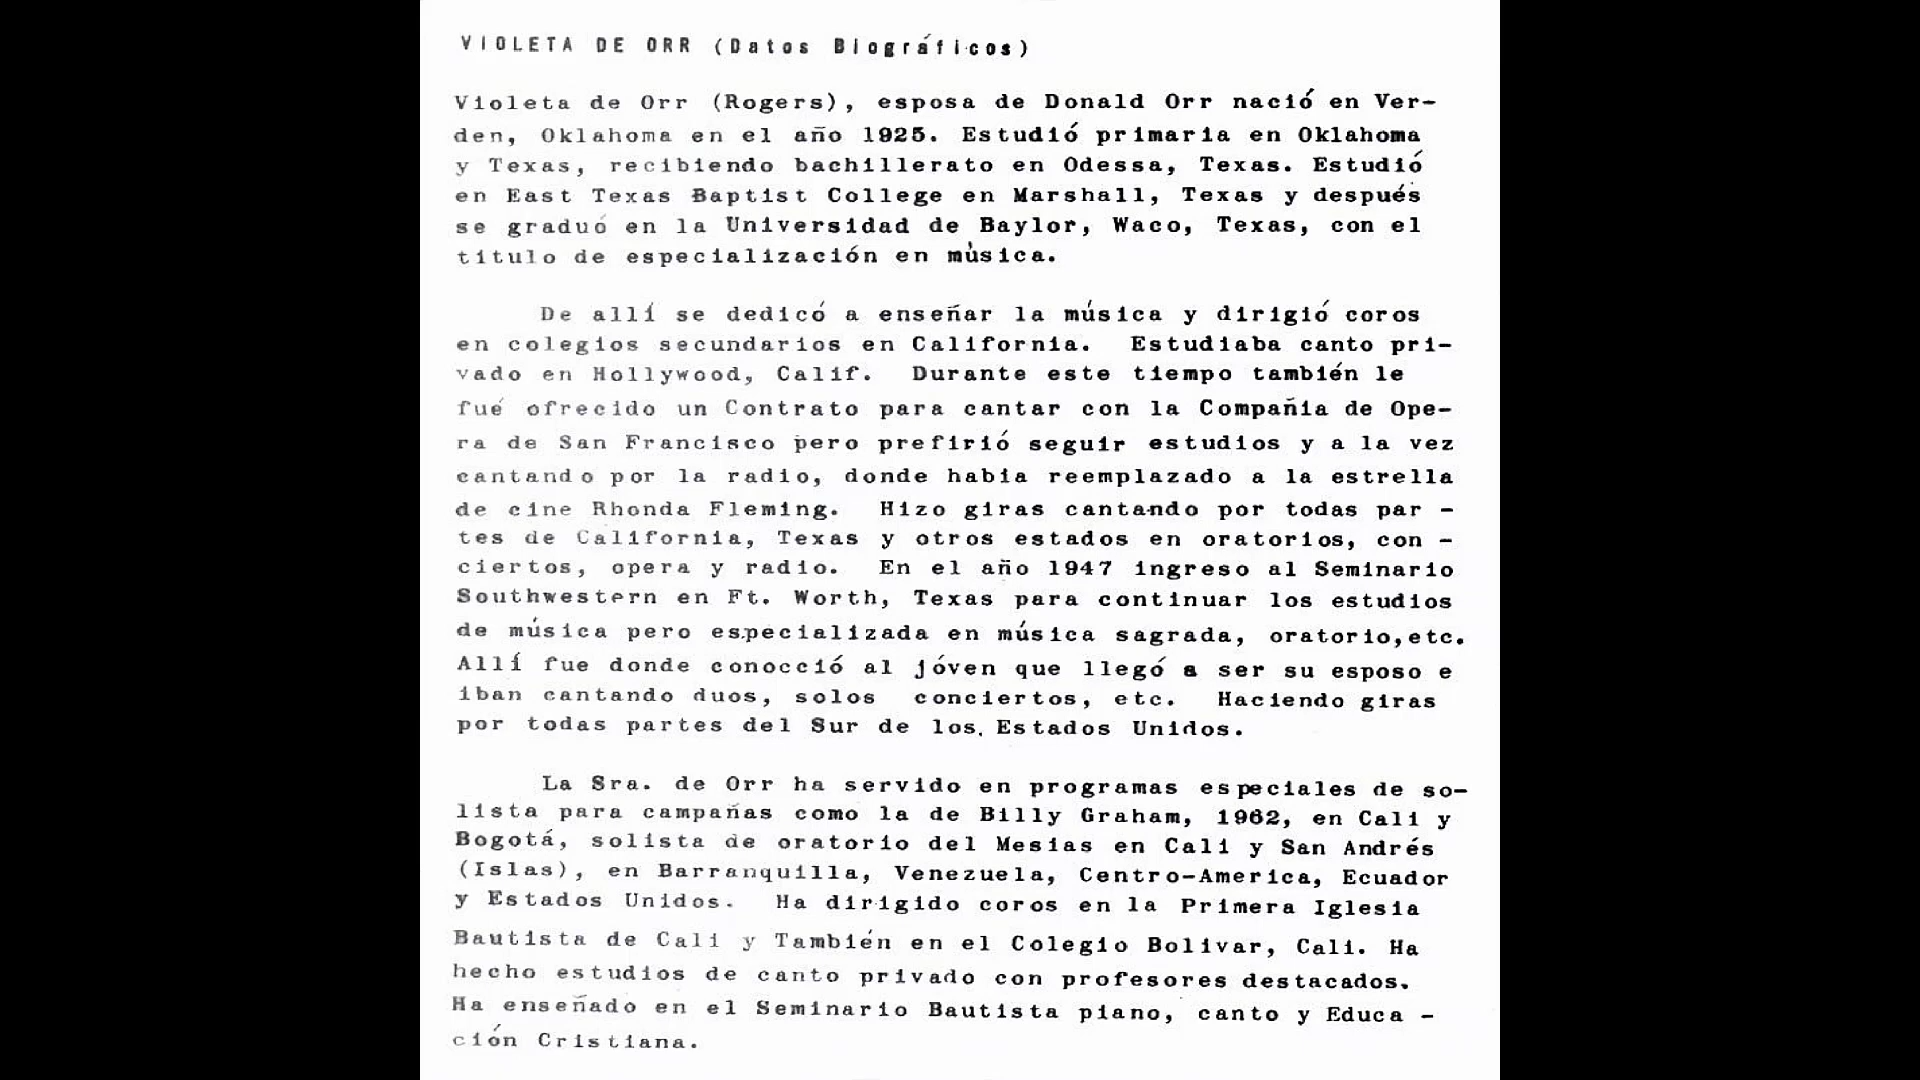 VIOLETA DE ORR (Datos Biográficos)
Violeta de Orr (Rogers), esposa de Donald Orr nació en Ver-
den, Oklahoma en el año 1925. Estudió primaria en Oklahoma
y Texas, recibiendo bachillerato en Odessa, Texas. Estudió
en East Texas Baptist College en Marshall, Texas y después
se graduó en la Universidad de Baylor, Waco, Texas, con el
titulo de especialización en música.
De allí se dedicó a enseñar la música y dirigió coros
en colegios secundarios en California. Estudiaba canto pri-
vado en Hollywood, Calif. Durante este tiempo también le
fué ofrecido un Contrato para cantar con la Compañia de Ope-
ra de San Francisco pero prefirió seguir estudios y a la vez
cantando por la radio, donde habia reemplazado a la estrella
de cine Rhonda Fleming. Hizo giras cantando por todas par -
tes de California, Texas y otros estados en oratorios, con -
ciertos, opera y radio. En el año 1947 ingreso al Seminario
Southwestern en Ft. Worth, Texas para continuar los estudios
de música pero especializada en música sagrada, oratorio,etc.
Allí fue donde conocció al jóven que llegó a ser su esposo e
iban cantando duos, solos conciertos, etc. Haciendo giras
por todas partes del Sur de los Estados Unidos.
La Sra. de Orr ha servido en programas especiales de so-
lista para campañas como la de Billy Graham, 1962, en Cali y
Bogotá, solista de oratorio del Mesias en Cali y San Andrés
(Islas), en Barranquilla, Venezuela, Centro-America, Ecuador
y Estados Unidos. Ha dirigido coros en la Primera Iglesia
Bautista de Cali y También en el Colegio Bolivar, Cali. Ha
hecho estudios de canto privado con profesores destacados.
Ha enseñado en el Seminario Bautista piano, canto y Educa -
ción Cristiana.